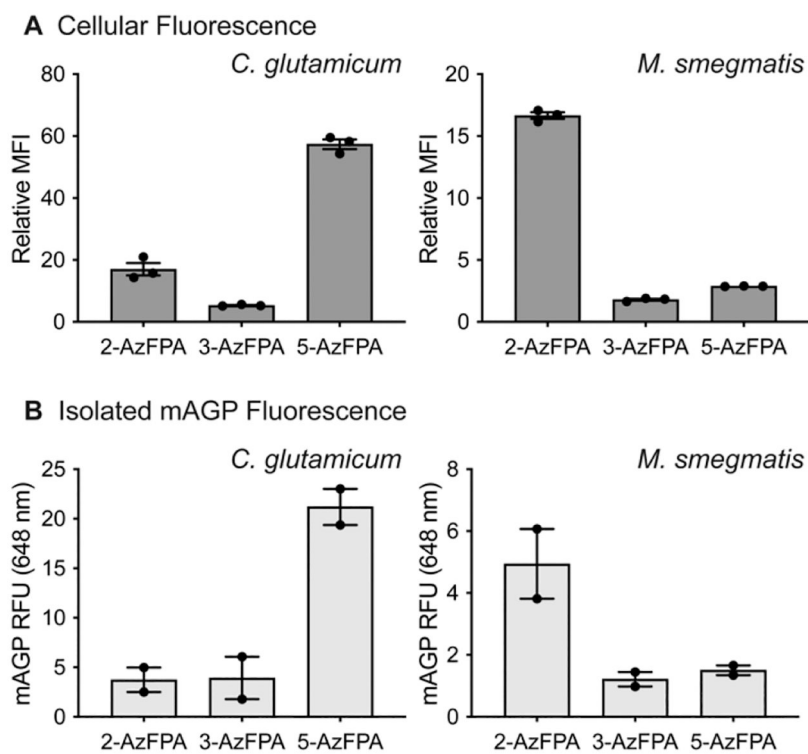 A Cellular Fluorescence
C. glutamicum
Relative MFI
80
60
40
20
0
2-AzFPA 3-AzFPA 5-AzFPA
M. smegmatis
Relative MFI
20
15
10
5
0
2-AzFPA 3-AzFPA 5-AzFPA
B Isolated mAGP Fluorescence
C. glutamicum
mAGP RFU (648 nm)
25
20
15
10
5
0
2-AzFPA 3-AzFPA 5-AzFPA
M. smegmatis
mAGP RFU (648 nm)
8
6
4
2
0
2-AzFPA 3-AzFPA 5-AzFPA